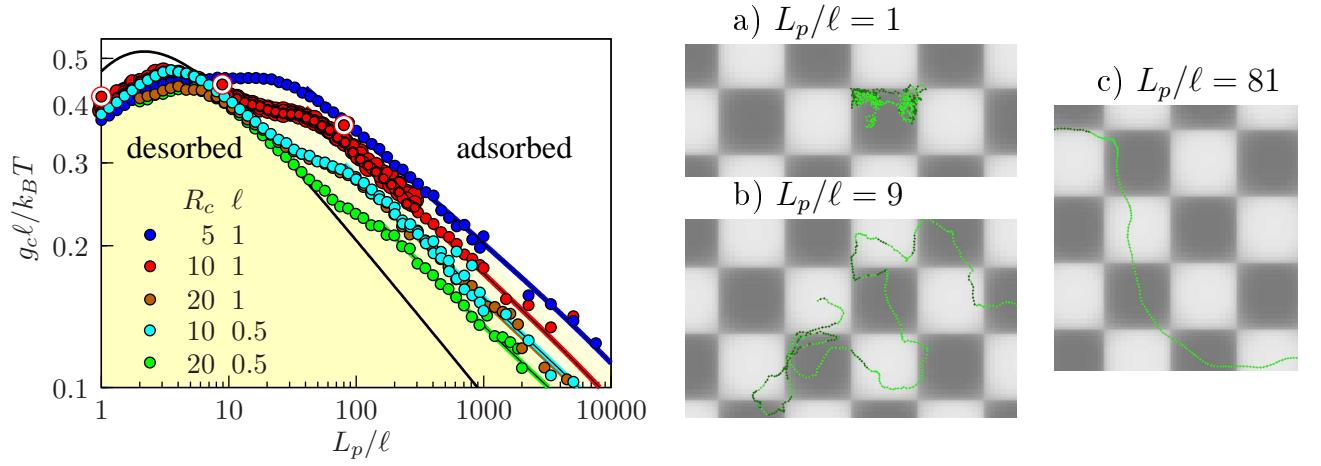 0.5
0.4
0.3
0.2
0.1
g_cℓ/k_BT
desorbed
adsorbed
R_c ℓ
5 1
10 1
20 1
10 0.5
20 0.5
1 10 100 1000 10000
L_p/ℓ
a) L_p/ℓ = 1
b) L_p/ℓ = 9
c) L_p/ℓ = 81